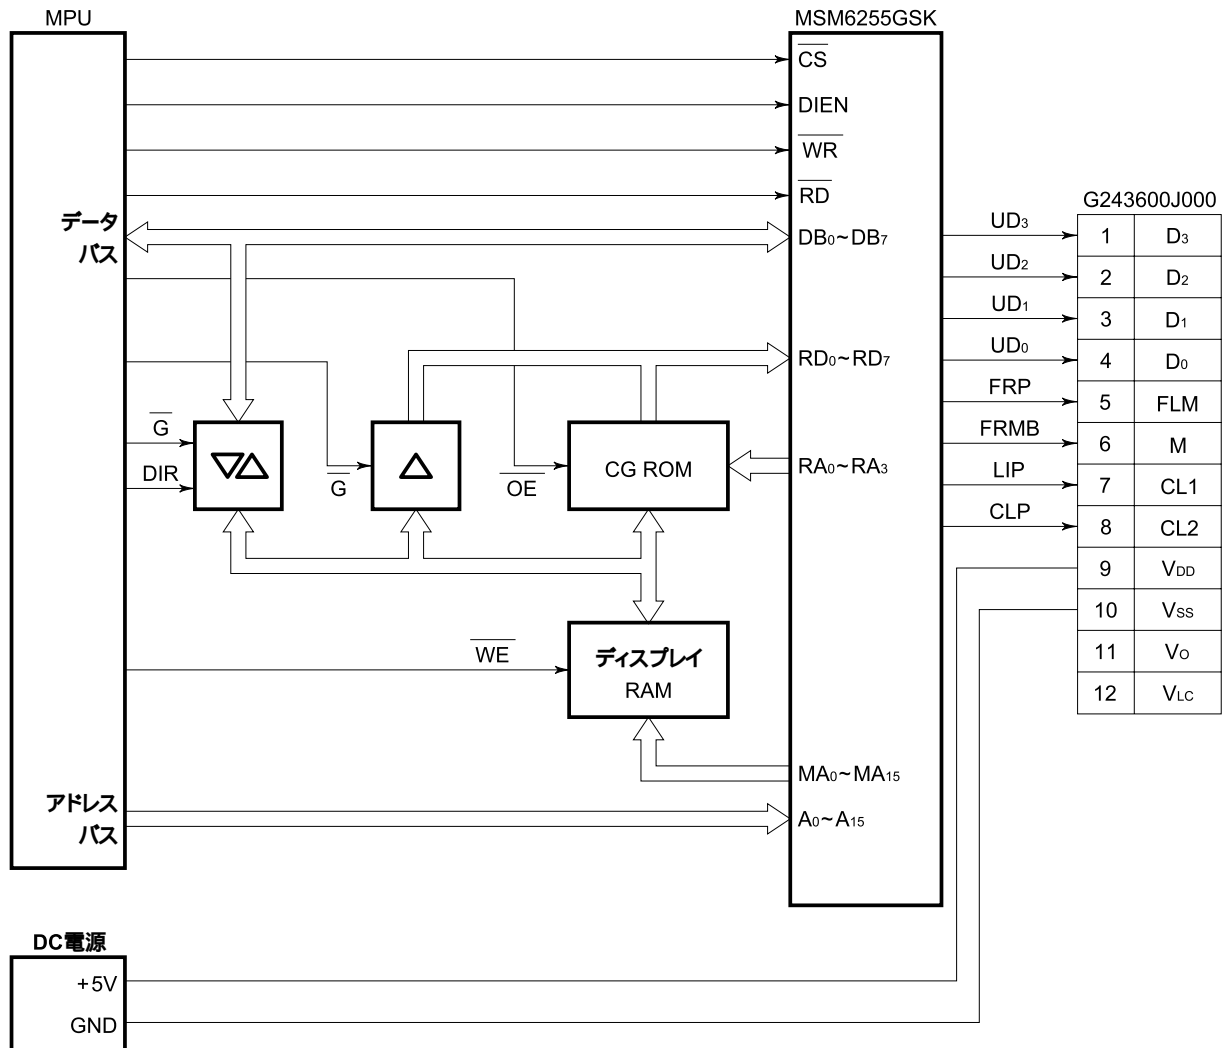 MPU
MSM6255GSK
CS
DIEN
WR
RD
データ
バス
DB0~DB7
G243600J000
UD3
1 D3
UD2
2 D2
UD1
3 D1
RD0~RD7
UD0
4 D0
FRP
5 FLM
G
FRMB
6 M
DIR
G
OE
CG ROM
RA0~RA3
LIP
7 CL1
CLP
8 CL2
9 VDD
10 VSS
11 VO
12 VLC
WE
ディスプレイ
RAM
MA0~MA15
アドレス
バス
A0~A15
DC電源
+5V
GND